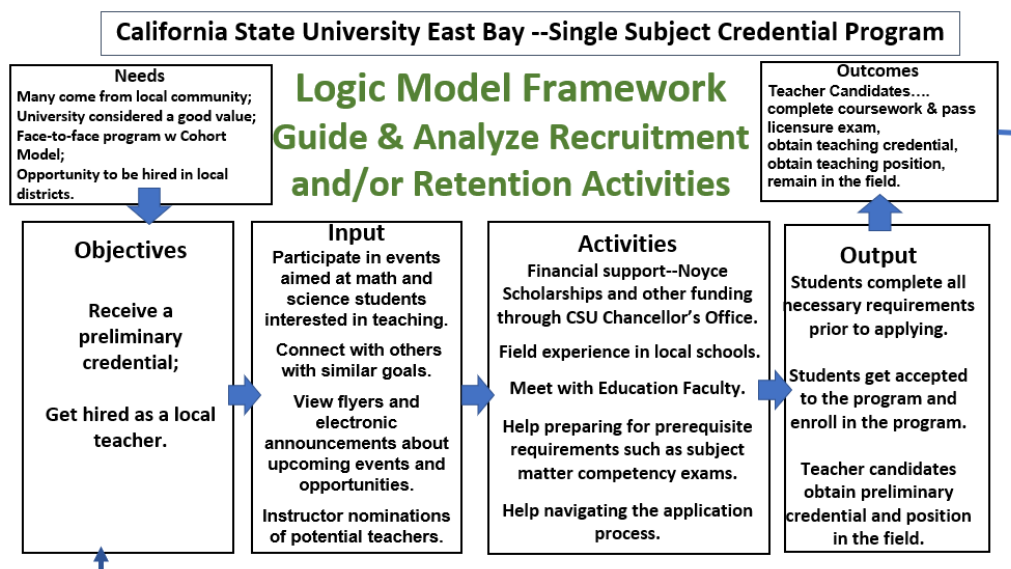 California State University East Bay --Single Subject Credential Program
Logic Model Framework
Guide & Analyze Recruitment
and/or Retention Activities
Needs
Many come from local community;
University considered a good value;
Face-to-face program w Cohort
Model;
Opportunity to be hired in local
districts.
Objectives
Receive a
preliminary
credential;
Get hired as a local
teacher.
Input
Participate in events
aimed at math and
science students
interested in teaching.
Connect with others
with similar goals.
View flyers and
electronic
announcements about
upcoming events and
opportunities.
Instructor nominations
of potential teachers.
Activities
Financial support--Noyce
Scholarships and other funding
through CSU Chancellor's Office.
Field experience in local schools.
Meet with Education Faculty.
Help preparing for prerequisite
requirements such as subject
matter competency exams.
Help navigating the application
process.
Output
Students complete all
necessary requirements
prior to applying.
Students get accepted
to the program and
enroll in the program.
Teacher candidates
obtain preliminary
credential and position
in the field.
Outcomes
Teacher Candidates....
complete coursework & pass
licensure exam,
obtain teaching credential,
obtain teaching position,
remain in the field.